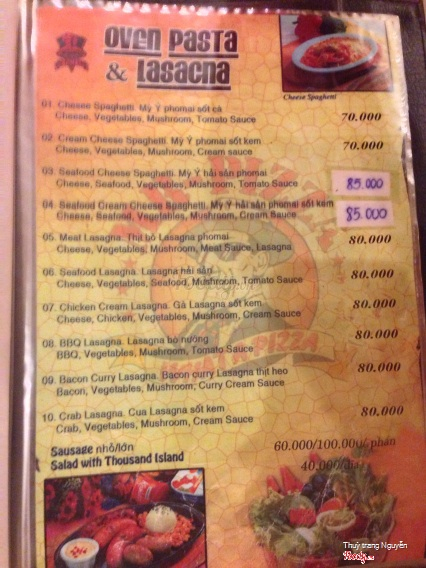 OVEN PASTA
& LASAGNA
Cheese Spaghetti
01. Cheese Spaghetti. Mỳ Ý phomai sốt cà
Cheese, Vegetables, Mushroom, Tomato Sauce 70.000
02. Cream Cheese Spaghetti. Mỳ Ý phomai sốt kem
Cheese, Vegetables, Mushroom, Cream sauce 70.000
03. Seafood Cheese Spaghetti. Mỳ Ý hải sản phomai
Cheese, Seafood, Vegetables, Mushroom, Tomato Sauce 85.000
04. Seafood Cream Cheese Spaghetti. Mỳ Ý hải sản phomai sốt kem
Cheese, Seafood, Vegetables, Mushroom, Cream Sauce 85.000
05. Meat Lasagna. Thịt bò Lasagna phomai
Cheese, Vegetables, Mushroom, Meat Sauce, Lasagna 80.000
06. Seafood Lasagna. Lasagna hải sản
Cheese, Vegetables, Seafood, Mushroom, Tomato Sauce 80.000
07. Chicken Cream Lasagna. Gà Lasagna sốt kem
Cheese, Chicken, Vegetables, Mushroom, Cream Sauce 80.000
08. BBQ Lasagna. Lasagna bò nướng
BBQ, Vegetables, Mushroom, Tomato Sauce 80.000
09. Bacon Curry Lasagna. Bacon curry Lasagna thịt heo
Bacon, Vegetables, Mushroom, Curry Cream Sauce 80.000
10. Crab Lasagna. Cua Lasagna sốt kem
Crab, Vegetables, Mushroom, Cream Sauce 80.000
PIZZA
Sausage nhỏ/lớn 60.000/100.000/ phần
Salad with Thousand Island 40.000/
Thuỳ trang Nguyễn
Foody.vn